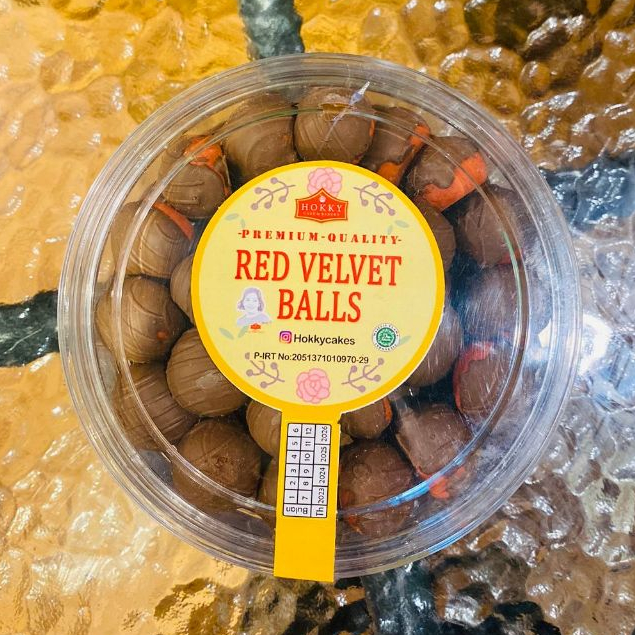 HOKKY
-PREMIUM-QUALITY-
RED VELVET
BALLS
Hokkycakes
P-IRT No:2051371010970-29
Bulan 1 2 3 4 5 6
7 8 9 10 11 12
Th 2023 2024 2025 2026